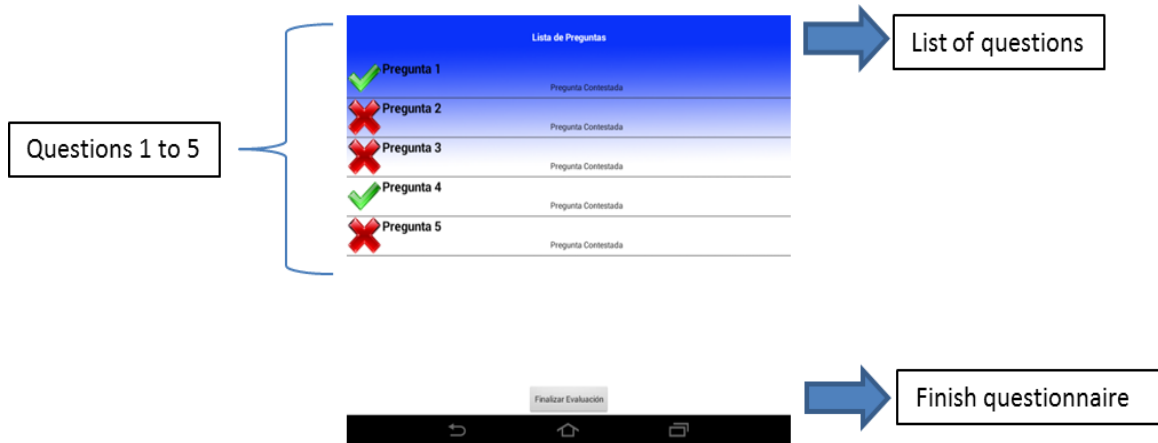 Lista de Preguntas
List of questions
Pregunta 1
Pregunta Contestada
Pregunta 2
Pregunta Contestada
Questions 1 to 5
Pregunta 3
Pregunta Contestada
Pregunta 4
Pregunta Contestada
Pregunta 5
Pregunta Contestada
Finalizar Evaluación
Finish questionnaire